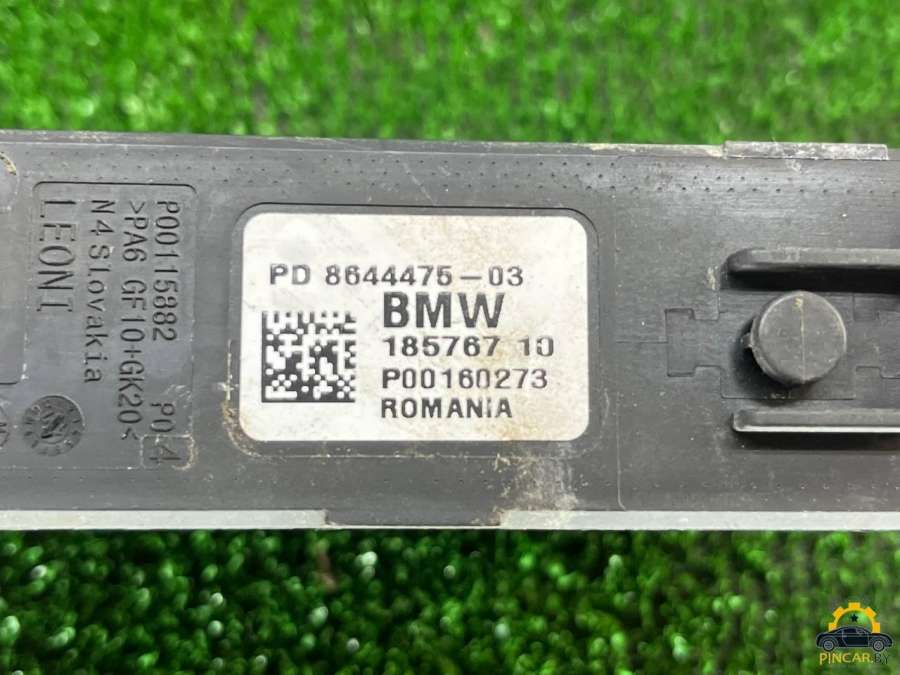 P00115882 P04
>PA6 GF10+GK20<
N4 Slovakia
LEONI
PD 8644475-03
BMW
185767 10
P00160273
ROMANIA
PINCAR.BY